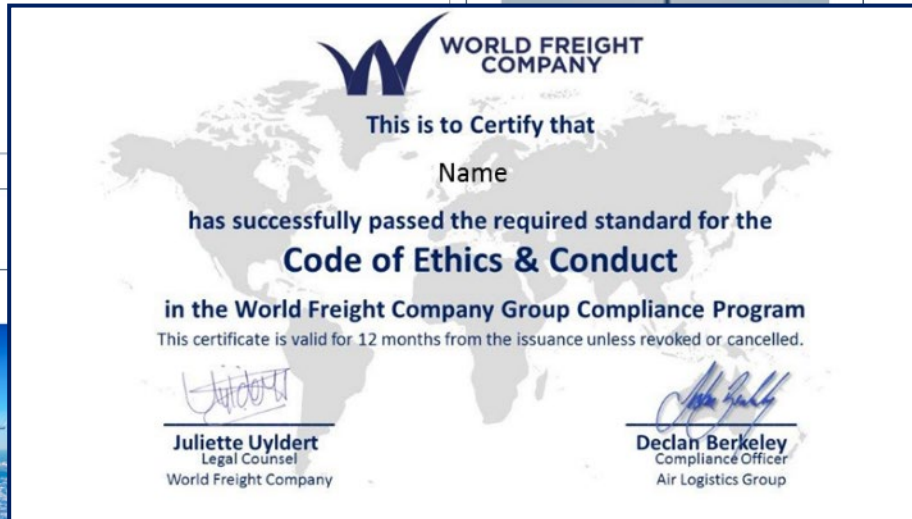 WORLD FREIGHT
COMPANY
This is to Certify that
Name
has successfully passed the required standard for the
Code of Ethics & Conduct
in the World Freight Company Group Compliance Program
This certificate is valid for 12 months from the issuance unless revoked or cancelled.
Juliette Uyldert
Legal Counsel
World Freight Company
Declan Berkeley
Compliance Officer
Air Logistics Group